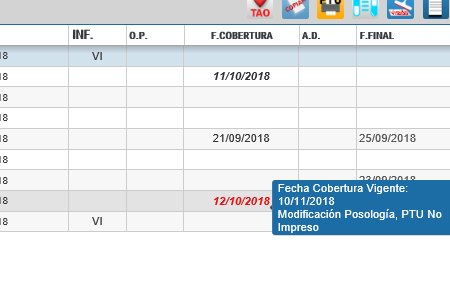 TAO COPIAR
INF. O.P. F.COBERTURA A.D. F.FINAL
18 VI
18 11/10/2018
18
18
18 21/09/2018 25/09/2018
18
18 23/09/2018
18 12/10/2018
18 VI
Fecha Cobertura Vigente:
10/11/2018
Modificación Posología, PTU No
Impreso